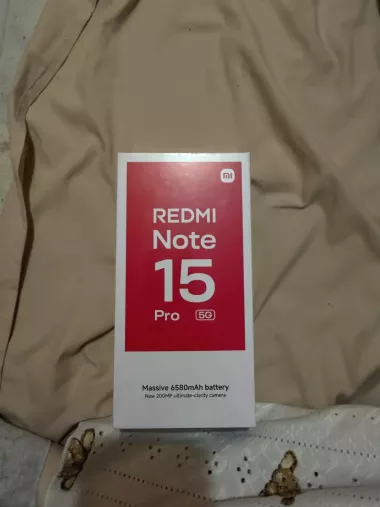 mi
REDMI
Note
15
Pro 5G
Massive 6580mAh battery
New 200MP ultimate-clarity camera